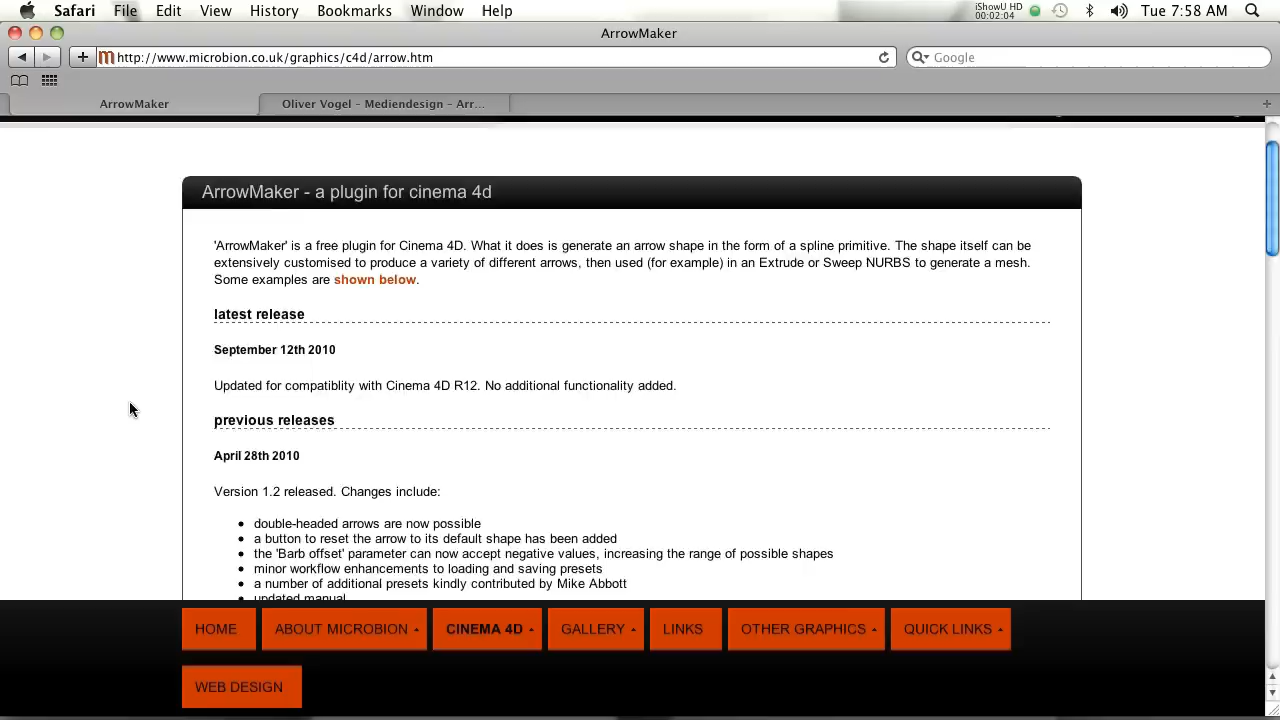 Safari File Edit View History Bookmarks Window Help iShowU HD 00:02:04 Tue 7:58 AM
ArrowMaker
http://www.microbion.co.uk/graphics/c4d/arrow.htm Google
ArrowMaker Oliver Vogel – Mediendesign – Arr...
ArrowMaker - a plugin for cinema 4d
'ArrowMaker' is a free plugin for Cinema 4D. What it does is generate an arrow shape in the form of a spline primitive. The shape itself can be
extensively customised to produce a variety of different arrows, then used (for example) in an Extrude or Sweep NURBS to generate a mesh.
Some examples are shown below.
latest release
September 12th 2010
Updated for compatiblity with Cinema 4D R12. No additional functionality added.
previous releases
April 28th 2010
Version 1.2 released. Changes include:
double-headed arrows are now possible
a button to reset the arrow to its default shape has been added
the 'Barb offset' parameter can now accept negative values, increasing the range of possible shapes
minor workflow enhancements to loading and saving presets
a number of additional presets kindly contributed by Mike Abbott
updated manual
HOME ABOUT MICROBION CINEMA 4D GALLERY LINKS OTHER GRAPHICS QUICK LINKS
WEB DESIGN